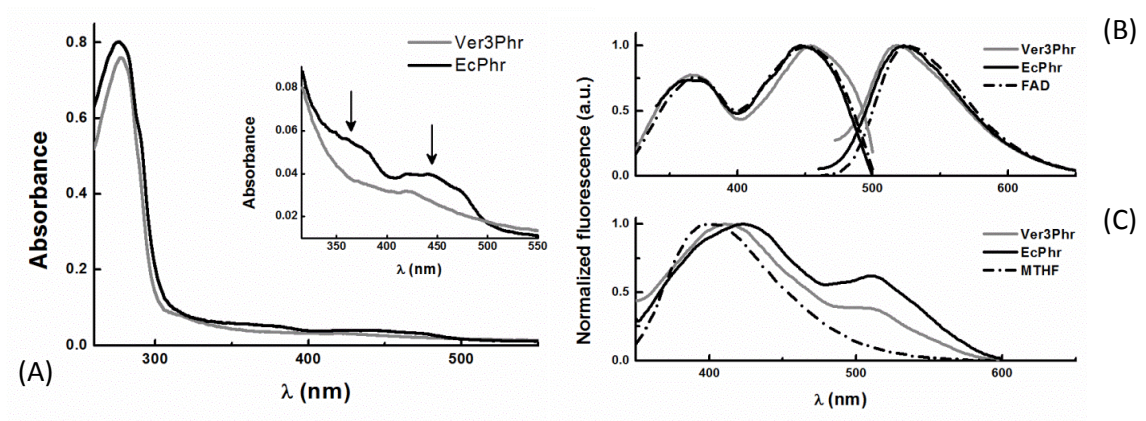 0.8
0.6
0.4
0.2
0.0
Absorbance
300
400
500
λ (nm)
(A)
Ver3Phr
EcPhr
0.08
0.06
0.04
0.02
Absorbance
350
400
450
500
550
λ (nm)
(B)
1.0
0.5
0.0
400
500
600
Ver3Phr
EcPhr
FAD
Normalized fluorescence (a.u.)
(C)
1.0
0.5
0.0
400
500
600
Ver3Phr
EcPhr
MTHF
λ (nm)